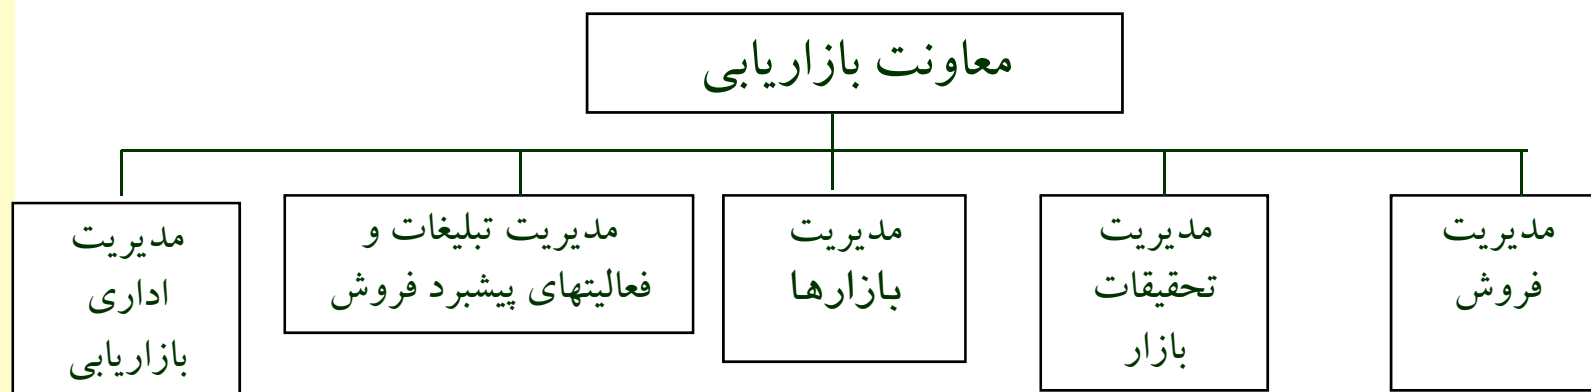 معاونت بازاریابی
مدیریت
فروش
مدیریت
تحقیقات
بازار
مدیریت
بازارها
مدیریت تبلیغات و
فعالیتهای پیشبرد فروش
مدیریت
اداری
بازاریابی